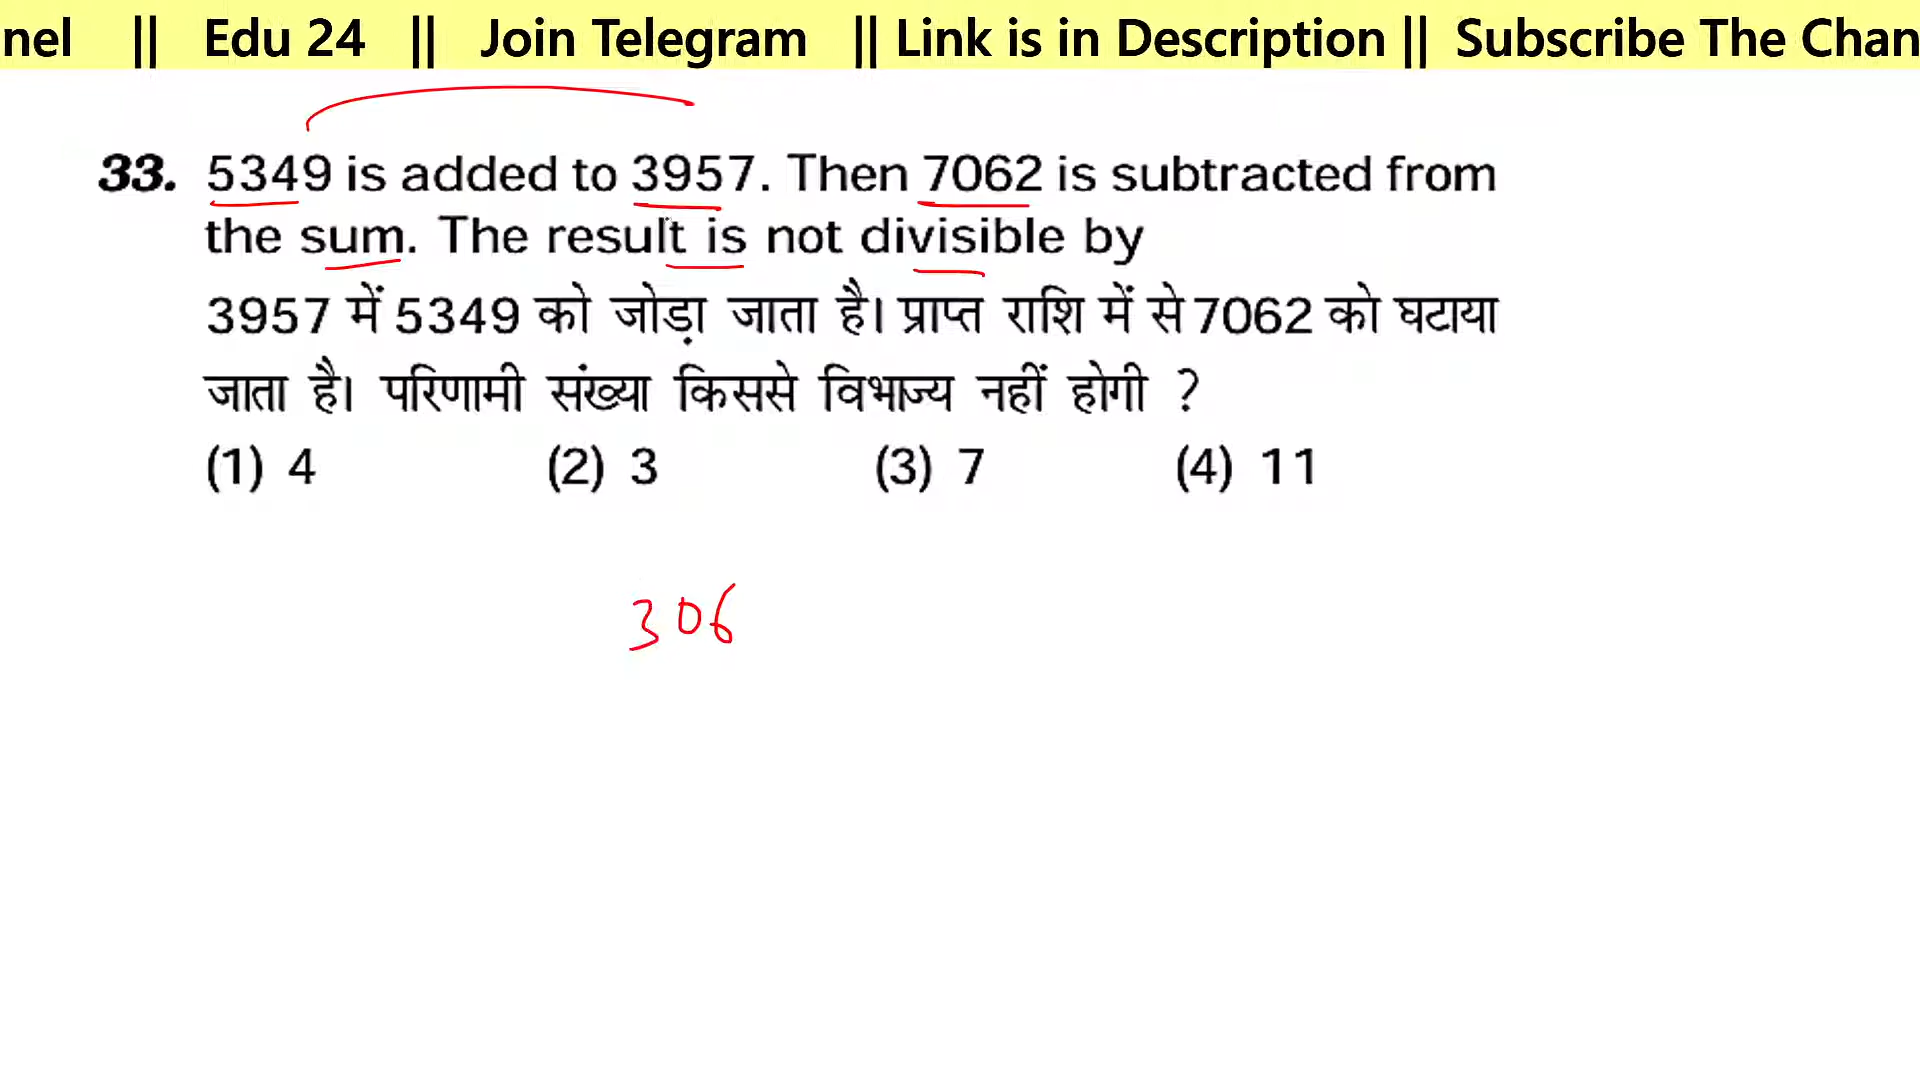 nel || Edu 24 || Join Telegram || Link is in Description || Subscribe The Chan
33. 5349 is added to 3957. Then 7062 is subtracted from
the sum. The result is not divisible by
3957 में 5349 को जोड़ा जाता है। प्राप्त राशि में से 7062 को घटाया
जाता है। परिणामी संख्या किससे विभाज्य नहीं होगी ?
(1) 4 (2) 3 (3) 7 (4) 11
306